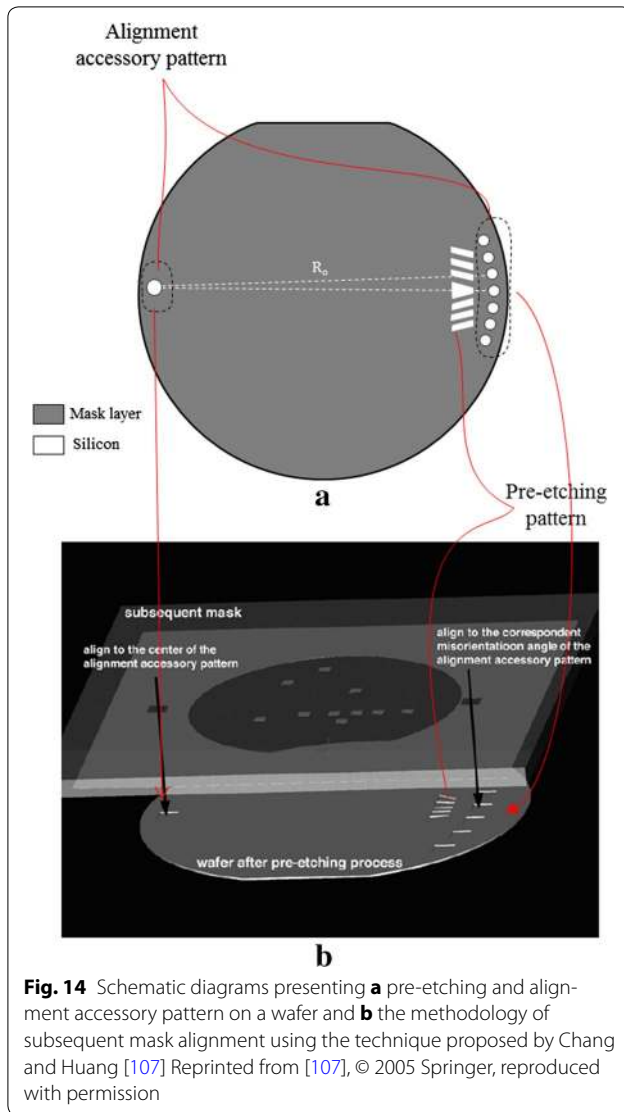 Alignment
accessory pattern
R₀
Mask layer
Silicon
a
Pre-etching
pattern
subsequent mask
align to the center of the
alignment accessory pattern
align to the correspondent
misorientatioon angle of the
alignment accessory pattern
wafer after pre-etching process
b
Fig. 14 Schematic diagrams presenting a pre-etching and align-
ment accessory pattern on a wafer and b the methodology of
subsequent mask alignment using the technique proposed by Chang
and Huang [107] Reprinted from [107], © 2005 Springer, reproduced
with permission